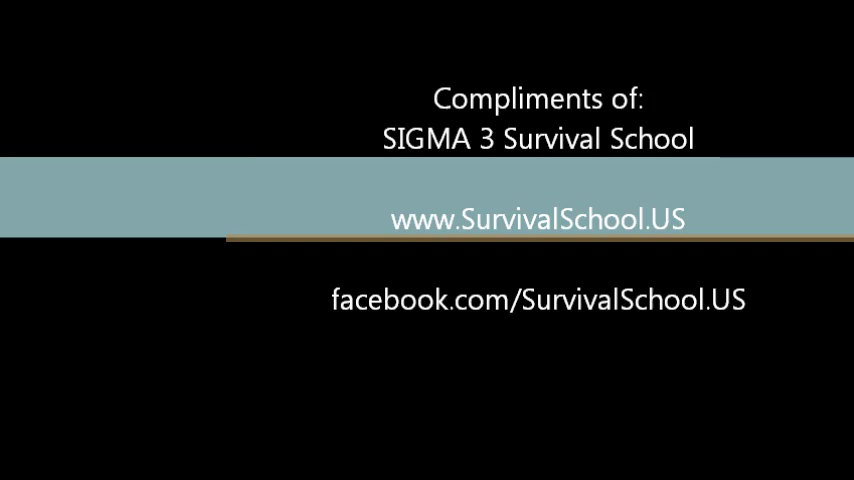 Compliments of:
SIGMA 3 Survival School
www.SurvivalSchool.US
facebook.com/SurvivalSchool.US